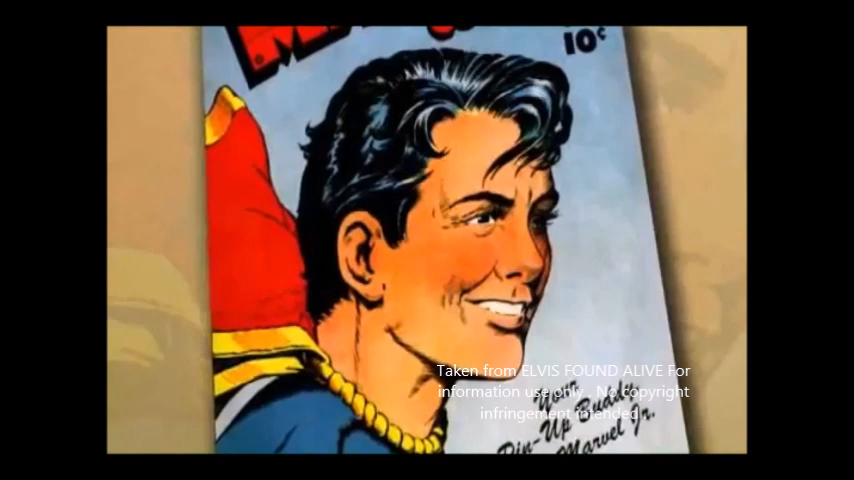 10¢
Taken from ELVIS FOUND ALIVE For
information use only . No copyright
infringement intended.
Your
Pin-Up Buddy
Marvel Jr.